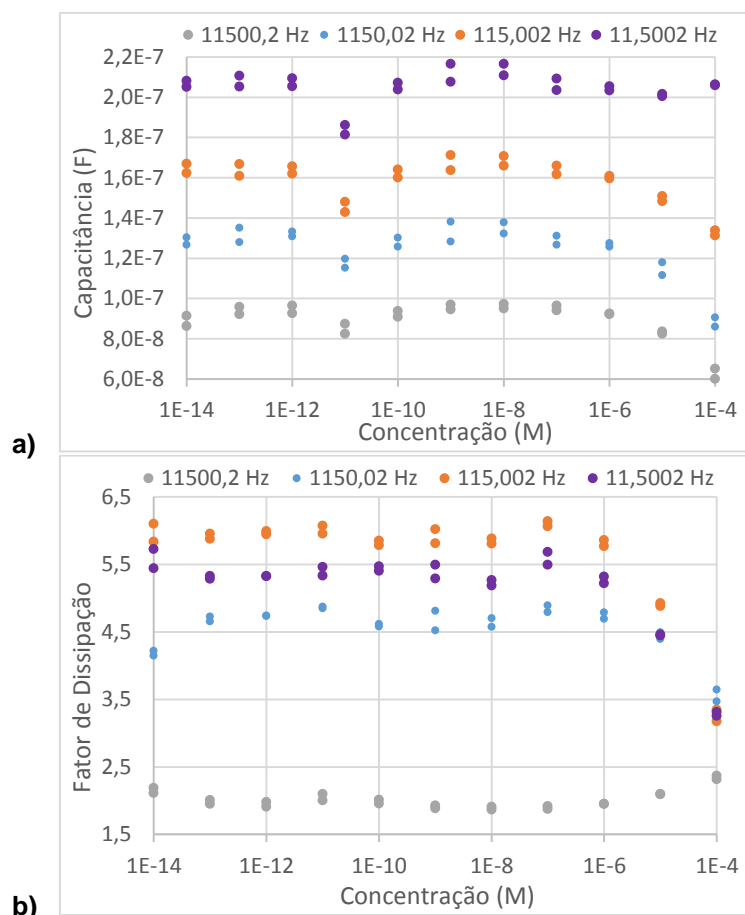 11500,2 Hz 1150,02 Hz 115,002 Hz 11,5002 Hz
2,2E-7
2,0E-7
1,8E-7
1,6E-7
1,4E-7
1,2E-7
1,0E-7
8,0E-8
6,0E-8
Capacitância (F)
1E-14 1E-12 1E-10 1E-8 1E-6 1E-4
Concentração (M)
a)
11500,2 Hz 1150,02 Hz 115,002 Hz 11,5002 Hz
6,5
5,5
4,5
3,5
2,5
1,5
Fator de Dissipação
1E-14 1E-12 1E-10 1E-8 1E-6 1E-4
Concentração (M)
b)